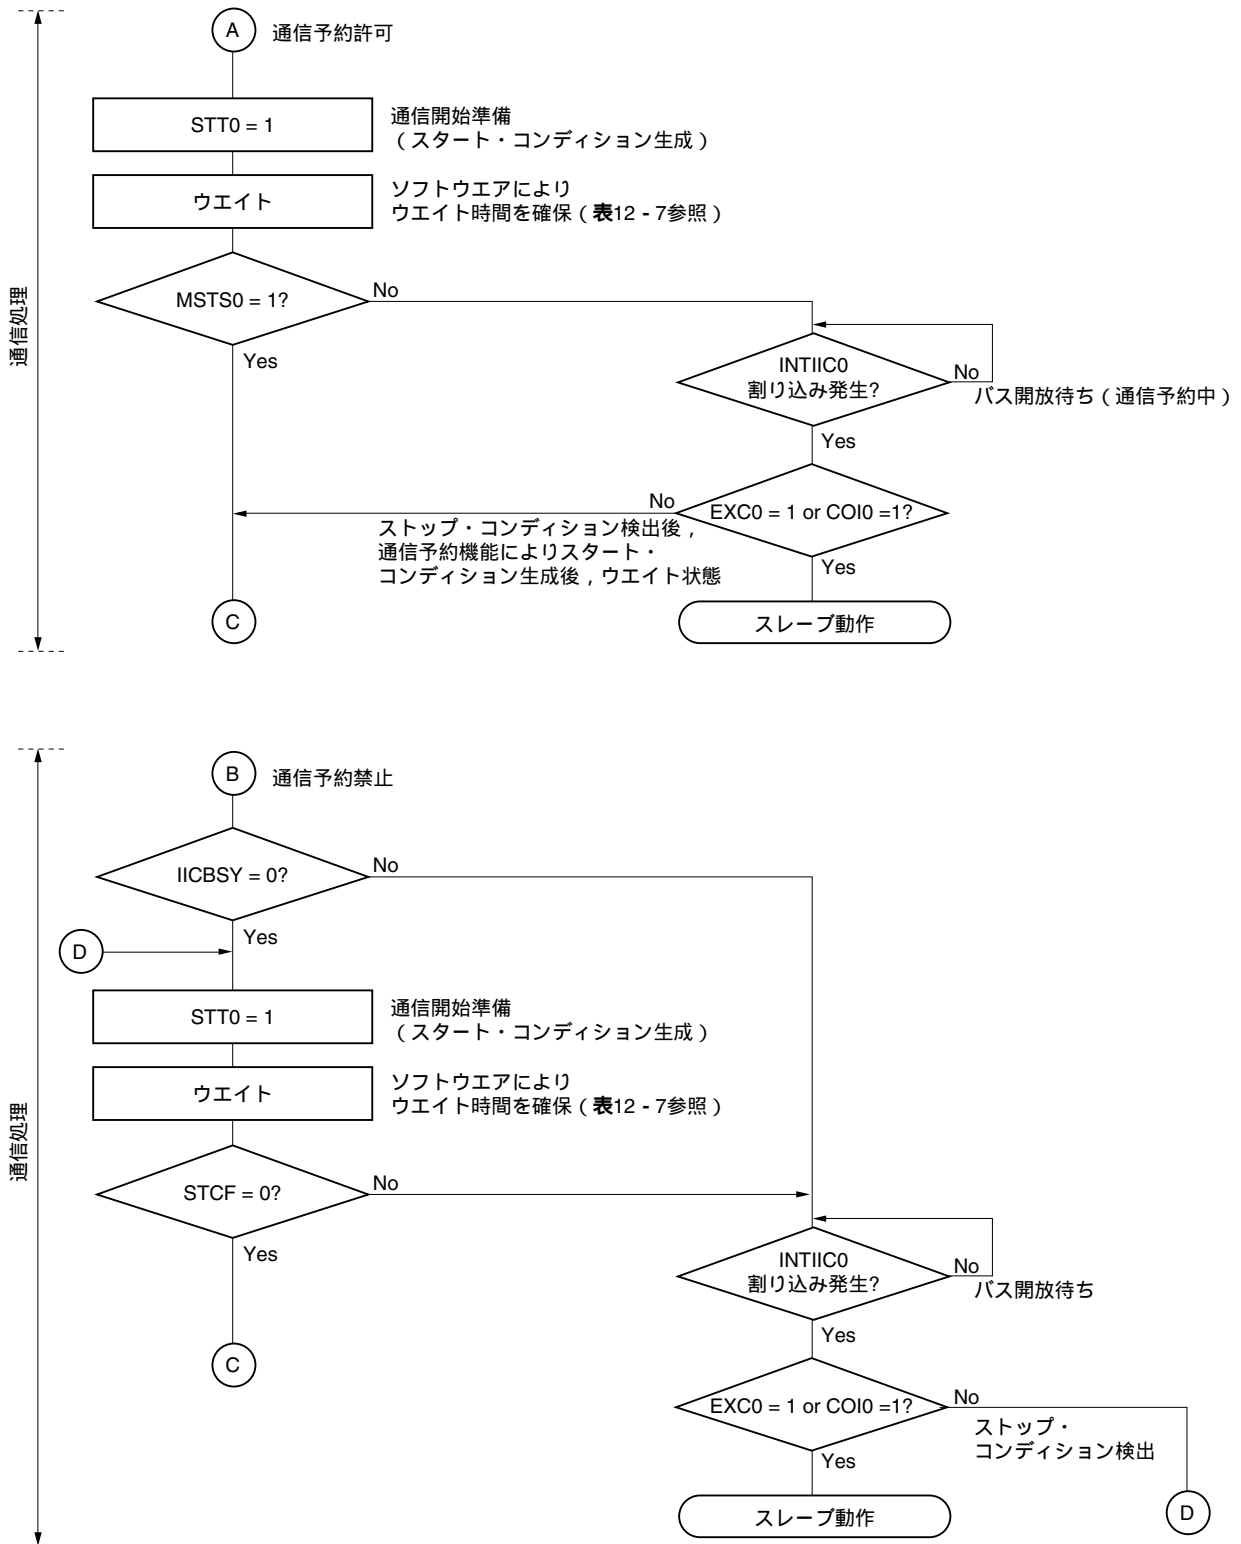 A 通信予約許可
STT0 = 1
通信開始準備
（スタート・コンディション生成）
ウエイト
ソフトウエアにより
ウエイト時間を確保（表12 - 7参照）
通信処理
MSTS0 = 1?
No
Yes
INTIIC0
割り込み発生?
No
バス開放待ち（通信予約中）
Yes
EXC0 = 1 or COI0 =1?
No
ストップ・コンディション検出後，
通信予約機能によりスタート・
コンディション生成後，ウエイト状態
Yes
C
スレーブ動作
B 通信予約禁止
IICBSY = 0?
No
Yes
D
STT0 = 1
通信開始準備
（スタート・コンディション生成）
ウエイト
ソフトウエアにより
ウエイト時間を確保（表12 - 7参照）
通信処理
STCF = 0?
No
Yes
INTIIC0
割り込み発生?
No
バス開放待ち
Yes
C
EXC0 = 1 or COI0 =1?
No
ストップ・
コンディション検出
Yes
スレーブ動作
D